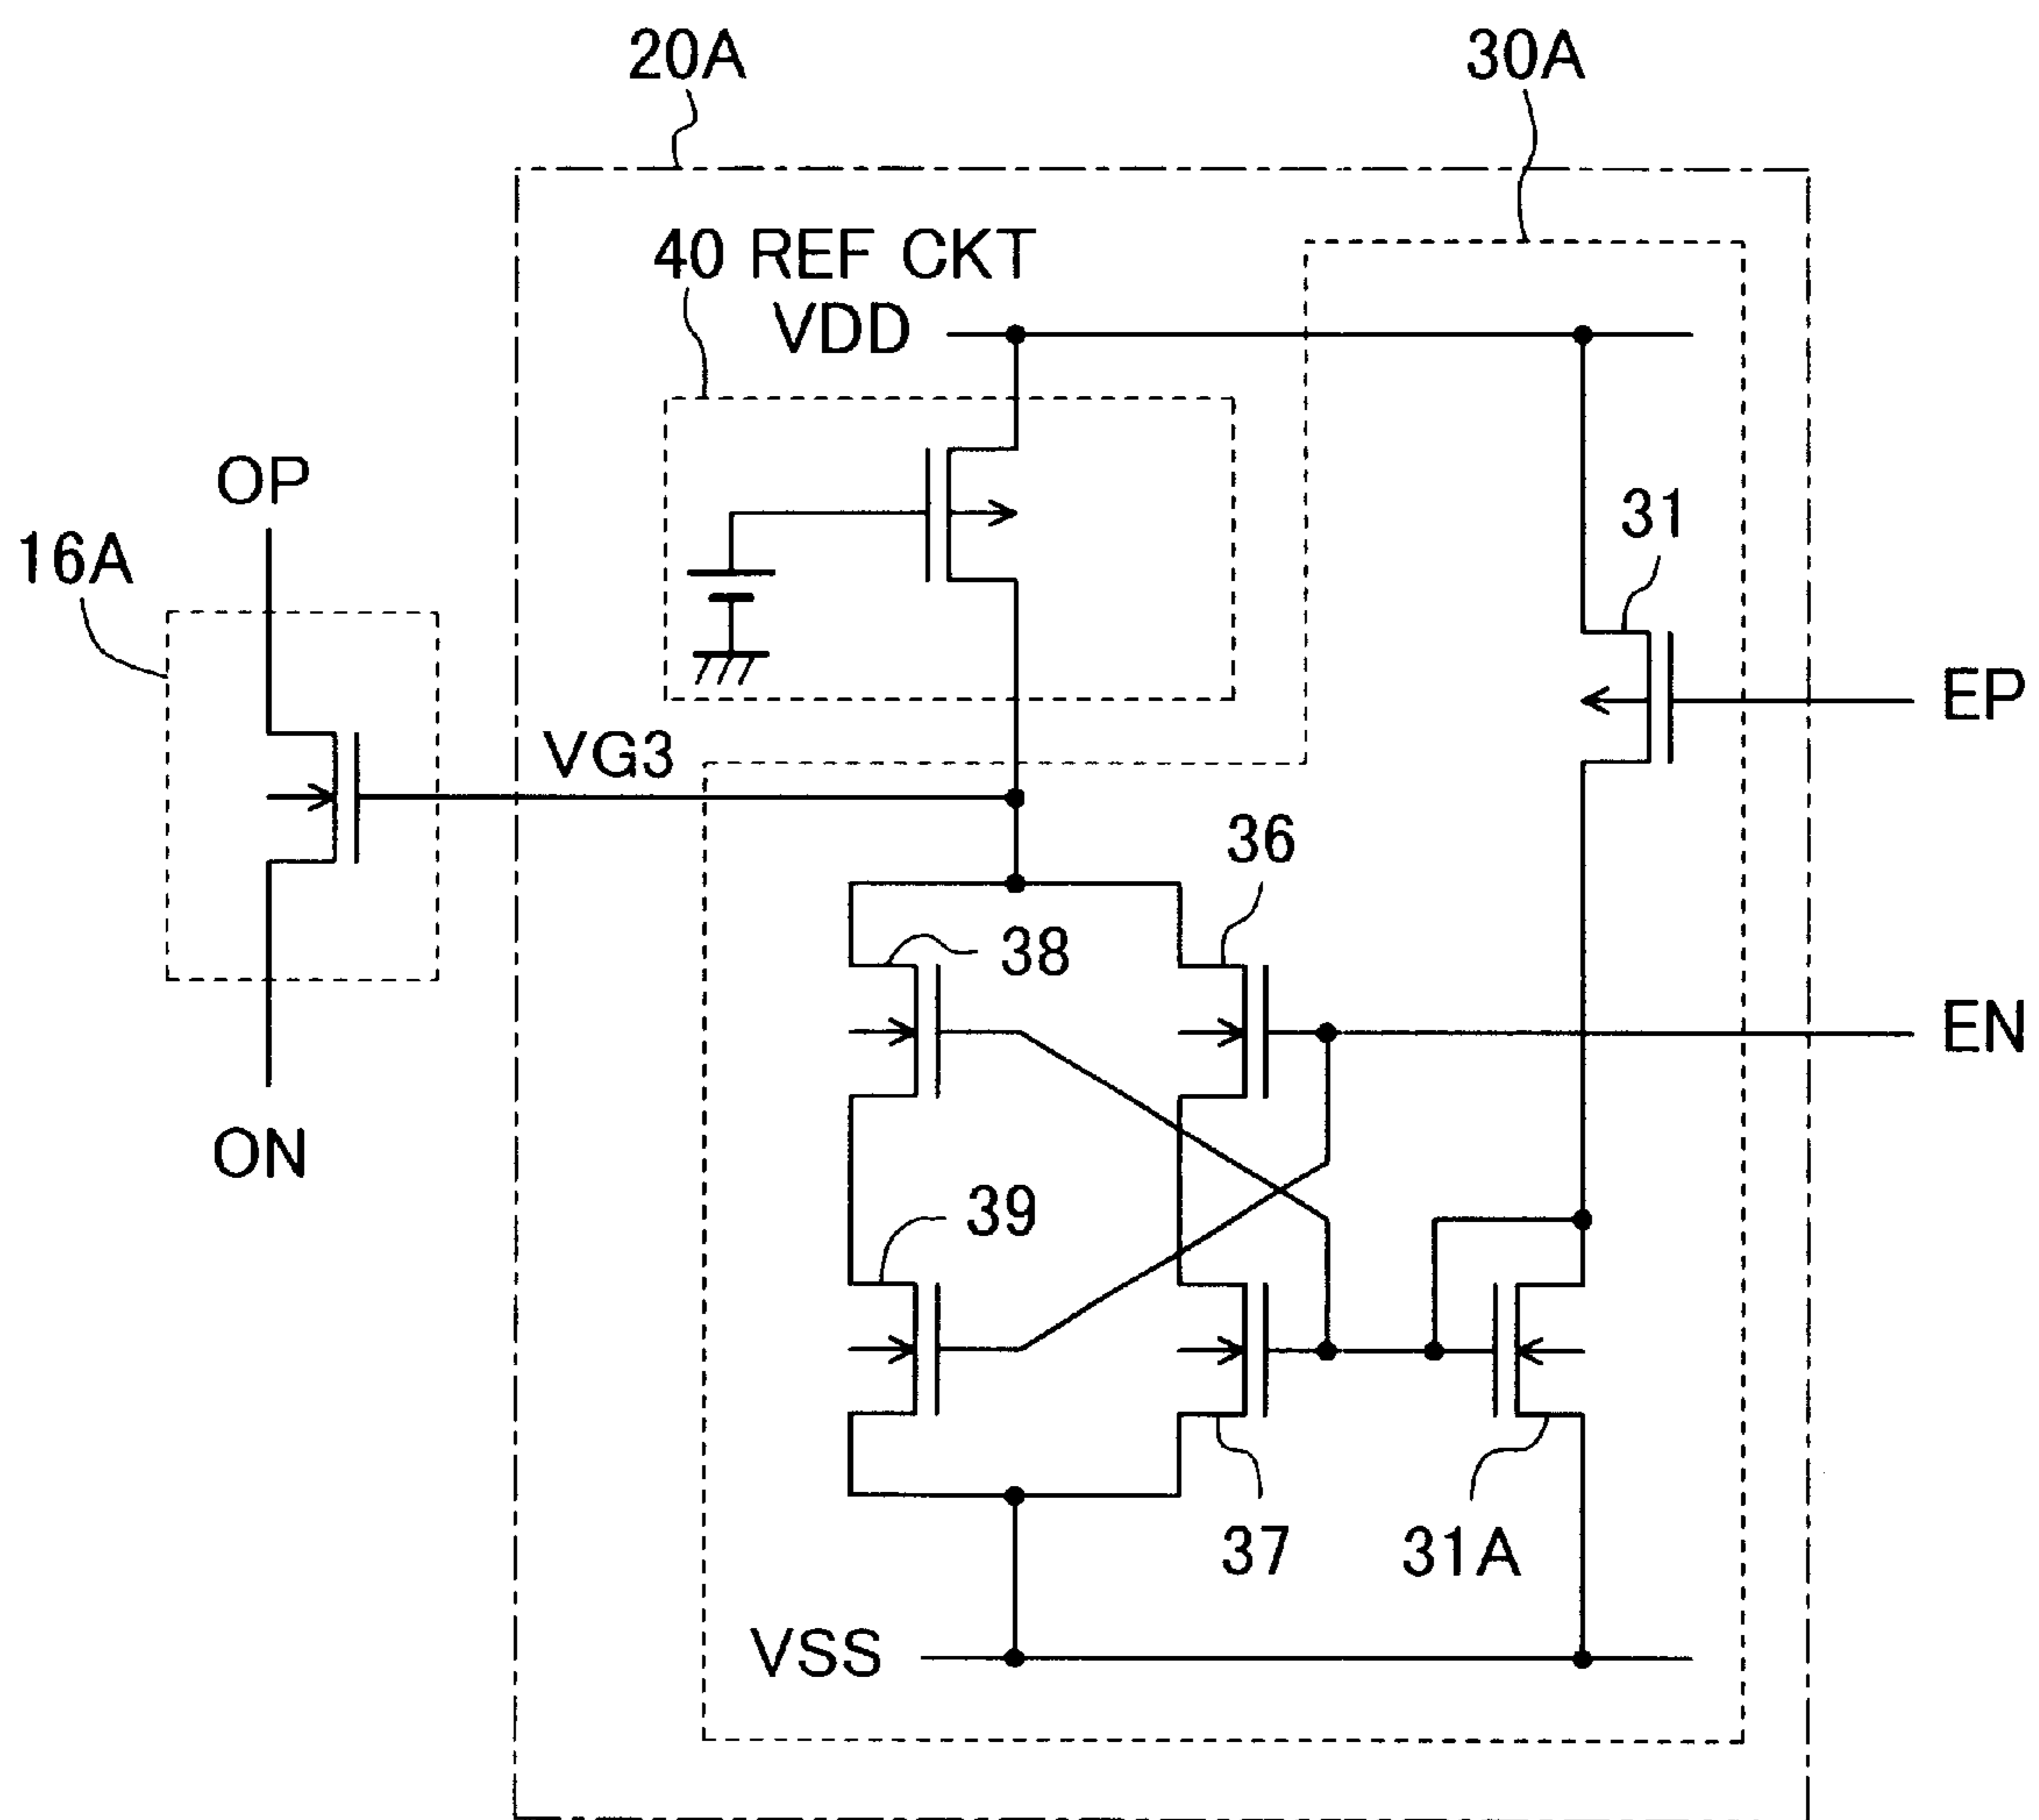 20A
30A
40 REF CKT
VDD
OP
31
16A
EP
VG3
36
38
EN
ON
39
37
31A
VSS